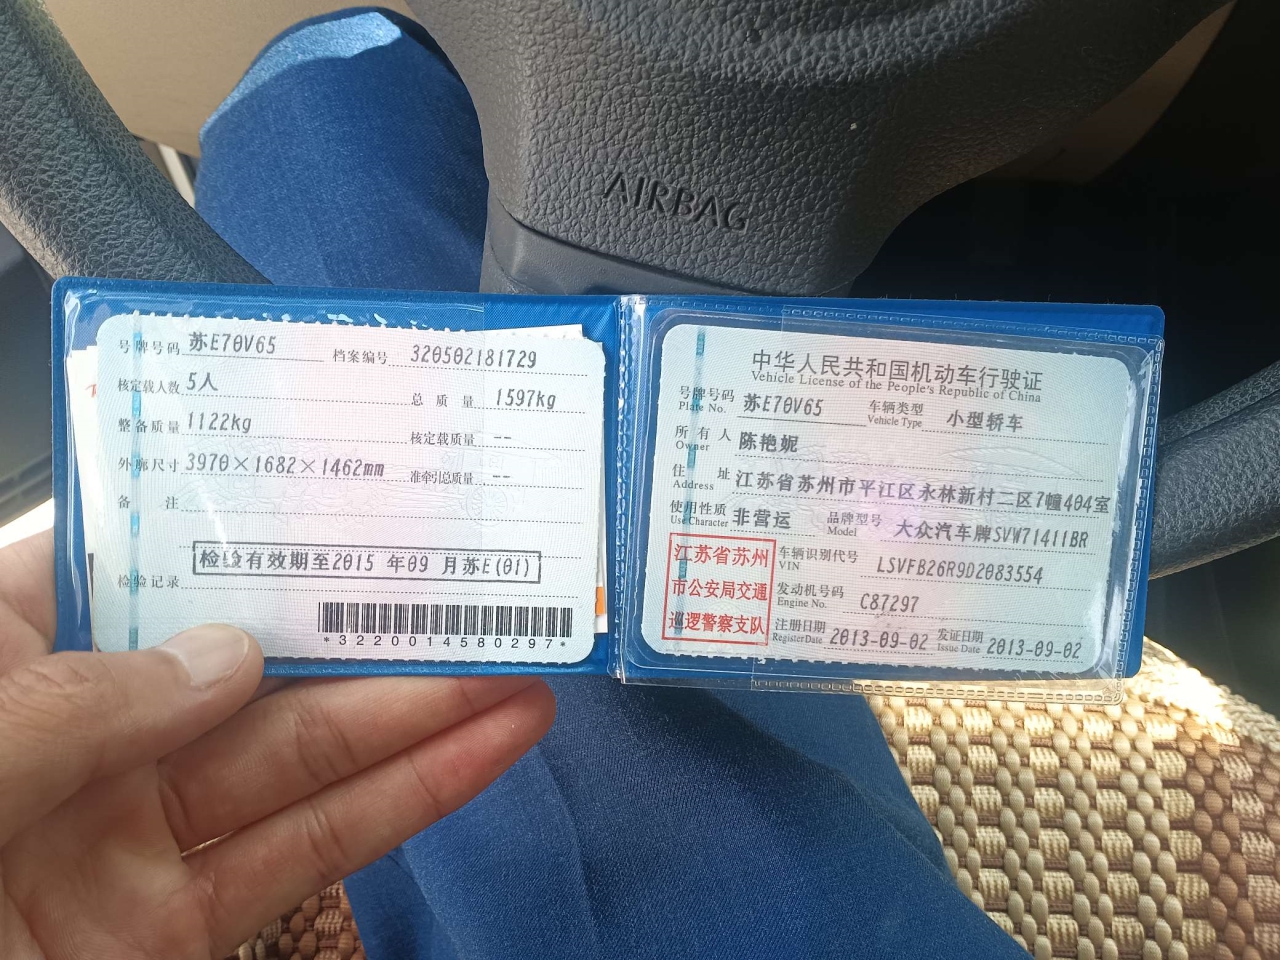 AIRBAG
号牌号码 苏E70V65 档案编号 320502181729
核定载人数 5人 总质量 1597kg
整备质量 1122kg 核定载质量 --
外廓尺寸 3970×1682×1462mm 准牵引总质量 --
备注
检验有效期至2015 年09 月苏E(01)
检验记录
*3220014580297*
中华人民共和国机动车行驶证
Vehicle License of the People's Republic of China
号牌号码 苏E70V65 车辆类型 小型轿车
Plate No. Vehicle Type
所有人 陈艳妮
Owner
住址 江苏省苏州市平江区永林新村二区7幢404室
Address
使用性质 非营运 品牌型号 大众汽车牌SVW71411BR
Use Character Model
江苏省苏州
市公安局交通
巡逻警察支队
车辆识别代号 LSVFB26R9D2083554
VIN
发动机号码 C87297
Engine No.
注册日期 2013-09-02 发证日期 2013-09-02
Register Date Issue Date